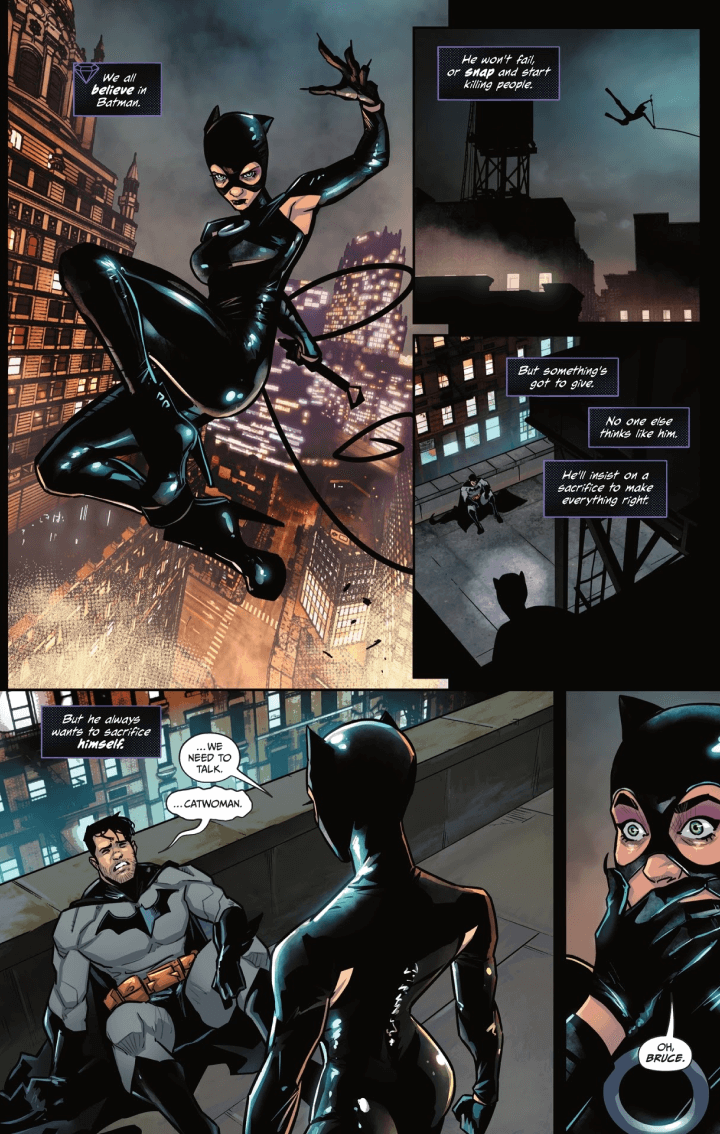 We all
believe in
Batman.
He won't fail,
or snap and start
killing people.
But something's
got to give.
No one else
thinks like him.
He'll insist on a
sacrifice to make
everything right.
But he always
wants to sacrifice
himself.
...WE
NEED TO
TALK.
...CATWOMAN.
OH,
BRUCE.